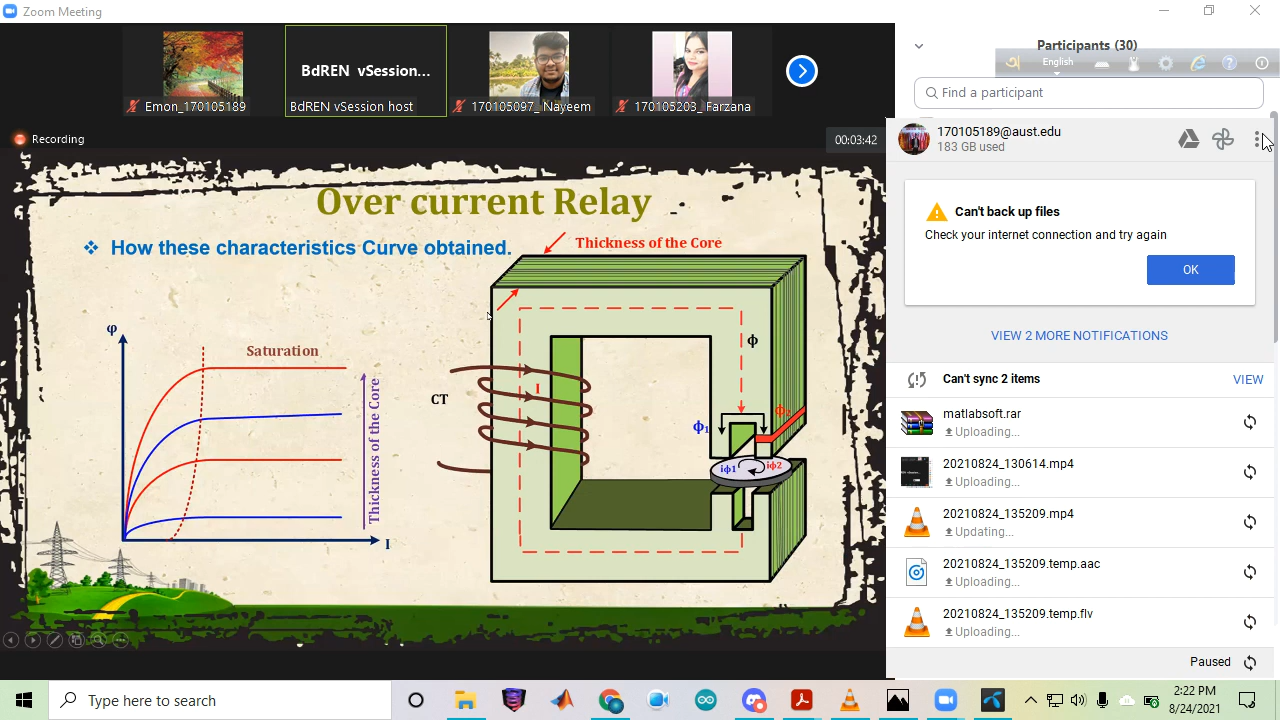 Zoom Meeting
Emon_170105189
BdREN vSession...
BdREN vSession host
170105097_ Nayeem
170105203_ Farzana
Participants (30)
English
Find a participant
Recording
00:03:42
170105189@aust.edu
183 GB used
Over current Relay -
Can't back up files
Check your internet connection and try again
OK
How these characteristics Curve obtained.
Thickness of the Core
VIEW 2 MORE NOTIFICATIONS
φ
Saturation
Thickness of the Core
I
CT
I
ϕ
ϕ1
ϕ2
iϕ1
iϕ2
Can't sync 2 items
VIEW
matlabsoft.rar
Uploading...
20210824_130614.mp4
Uploading...
20210824_135209.mp4
Updating...
20210824_135209.temp.aac
Uploading...
20210824_135209.temp.flv
Uploading...
Paused
Type here to search
2:22 PM
8/24/2021